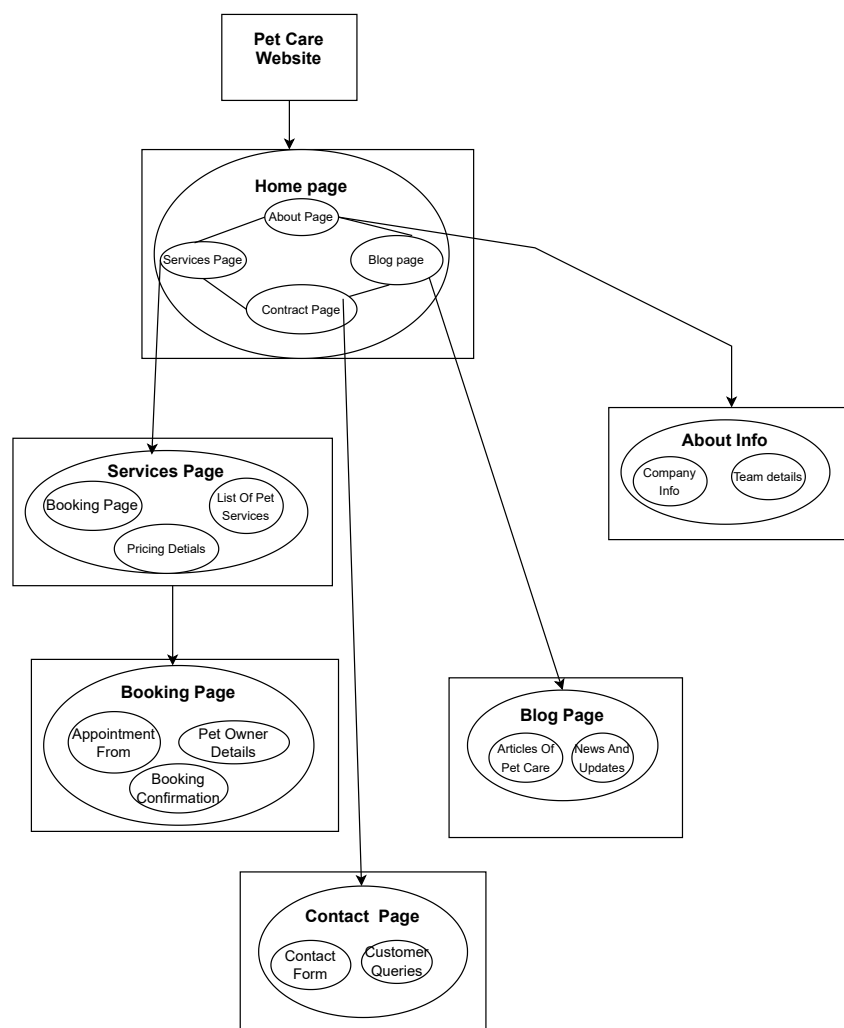 Pet Care
Website
Home page
About Page
Services Page
Blog page
Contract Page
About Info
Company
Info
Team details
Services Page
Booking Page
List Of Pet
Services
Pricing Detials
Booking Page
Appointment
From
Pet Owner
Details
Booking
Confirmation
Blog Page
Articles Of
Pet Care
News And
Updates
Contact Page
Contact
Form
Customer
Queries